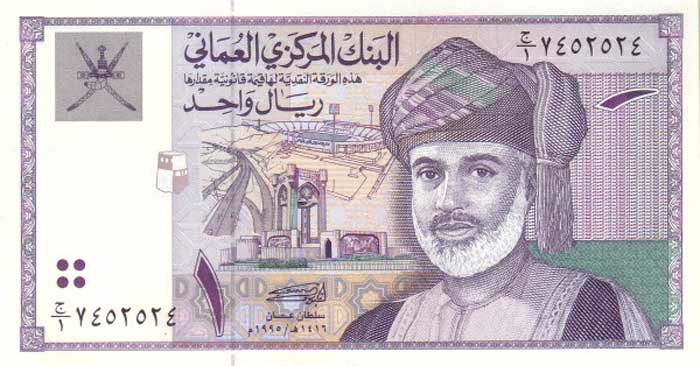 البنك المركزي العماني
ج/١ ٧٤٥٢٥٢٤
هذه الورقة النقدية لها قيمة قانونية مقدارها
ريال واحد
١
١
سلطان عمان
١٤١٦هـ/١٩٩٥م
ج/١ ٧٤٥٢٥٢٤